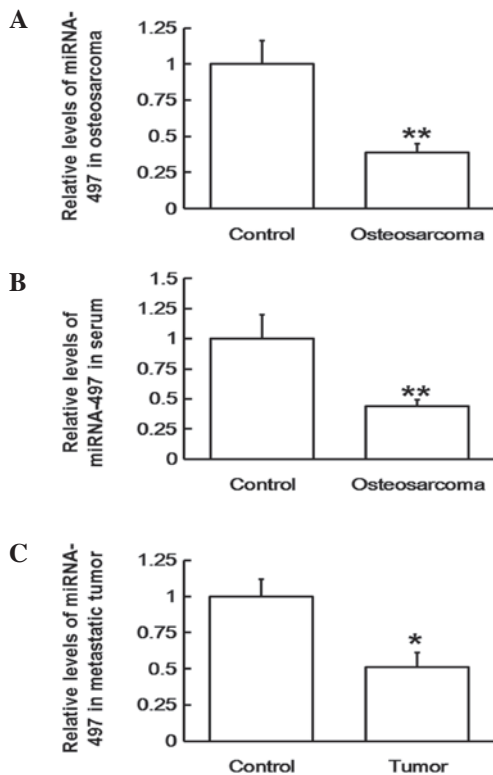 A
Relative levels of miRNA-
497 in osteosarcoma
1.25
1
0.75
0.5
0.25
0
**
Control Osteosarcoma
B
Relative levels of
miRNA-497 in serum
1.5
1.25
1
0.75
0.5
0.25
0
**
Control Osteosarcoma
C
Relative levels of miRNA-
497 in metastatic tumor
1.25
1
0.75
0.5
0.25
0
*
Control Tumor